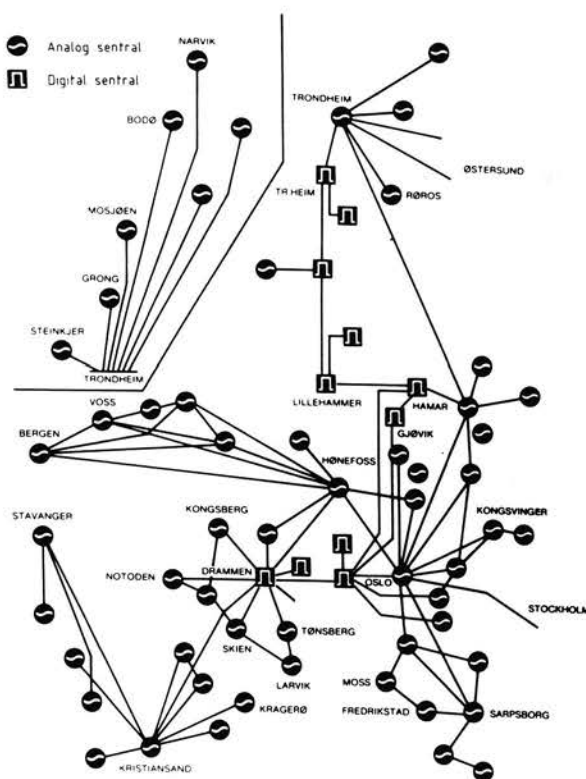 Analog sentral
Digital sentral
NARVIK
BODØ
MOSJØEN
GRONG
STEINKJER
TRONDHEIM
TRONDHEIM
ØSTERSUND
TR.HEIM
RØROS
LILLEHAMMER
HAMAR
GJØVIK
VOSS
BERGEN
HØNEFOSS
KONGSBERG
KONGSVINGER
STAVANGER
NOTODEN
DRAMMEN
OSLO
STOCKHOLM
TØNSBERG
SKIEN
LARVIK
MOSS
KRAGERØ
FREDRIKSTAD
SARPSBORG
KRISTIANSAND